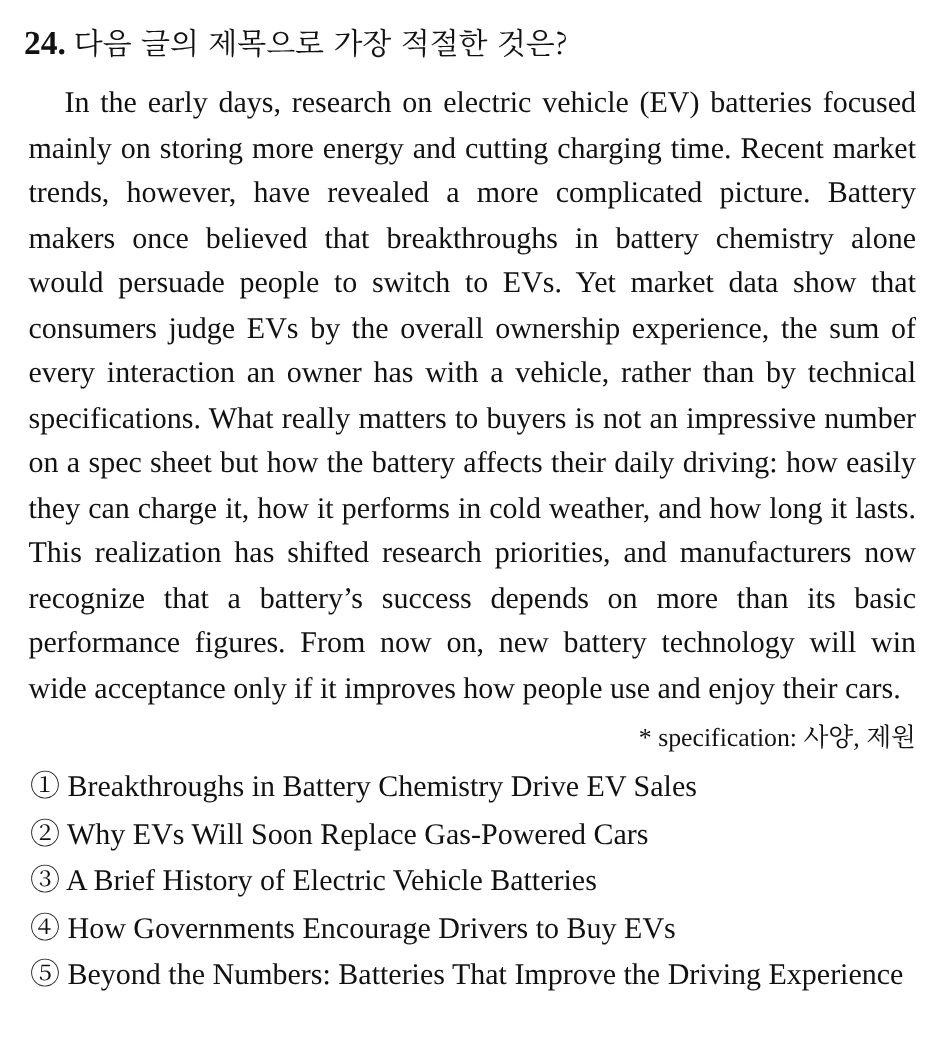 24. 다음 글의 제목으로 가장 적절한 것은?
In the early days, research on electric vehicle (EV) batteries focused
mainly on storing more energy and cutting charging time. Recent market
trends, however, have revealed a more complicated picture. Battery
makers once believed that breakthroughs in battery chemistry alone
would persuade people to switch to EVs. Yet market data show that
consumers judge EVs by the overall ownership experience, the sum of
every interaction an owner has with a vehicle, rather than by technical
specifications. What really matters to buyers is not an impressive number
on a spec sheet but how the battery affects their daily driving: how easily
they can charge it, how it performs in cold weather, and how long it lasts.
This realization has shifted research priorities, and manufacturers now
recognize that a battery’s success depends on more than its basic
performance figures. From now on, new battery technology will win
wide acceptance only if it improves how people use and enjoy their cars.
* specification: 사양, 제원
① Breakthroughs in Battery Chemistry Drive EV Sales
② Why EVs Will Soon Replace Gas-Powered Cars
③ A Brief History of Electric Vehicle Batteries
④ How Governments Encourage Drivers to Buy EVs
⑤ Beyond the Numbers: Batteries That Improve the Driving Experience